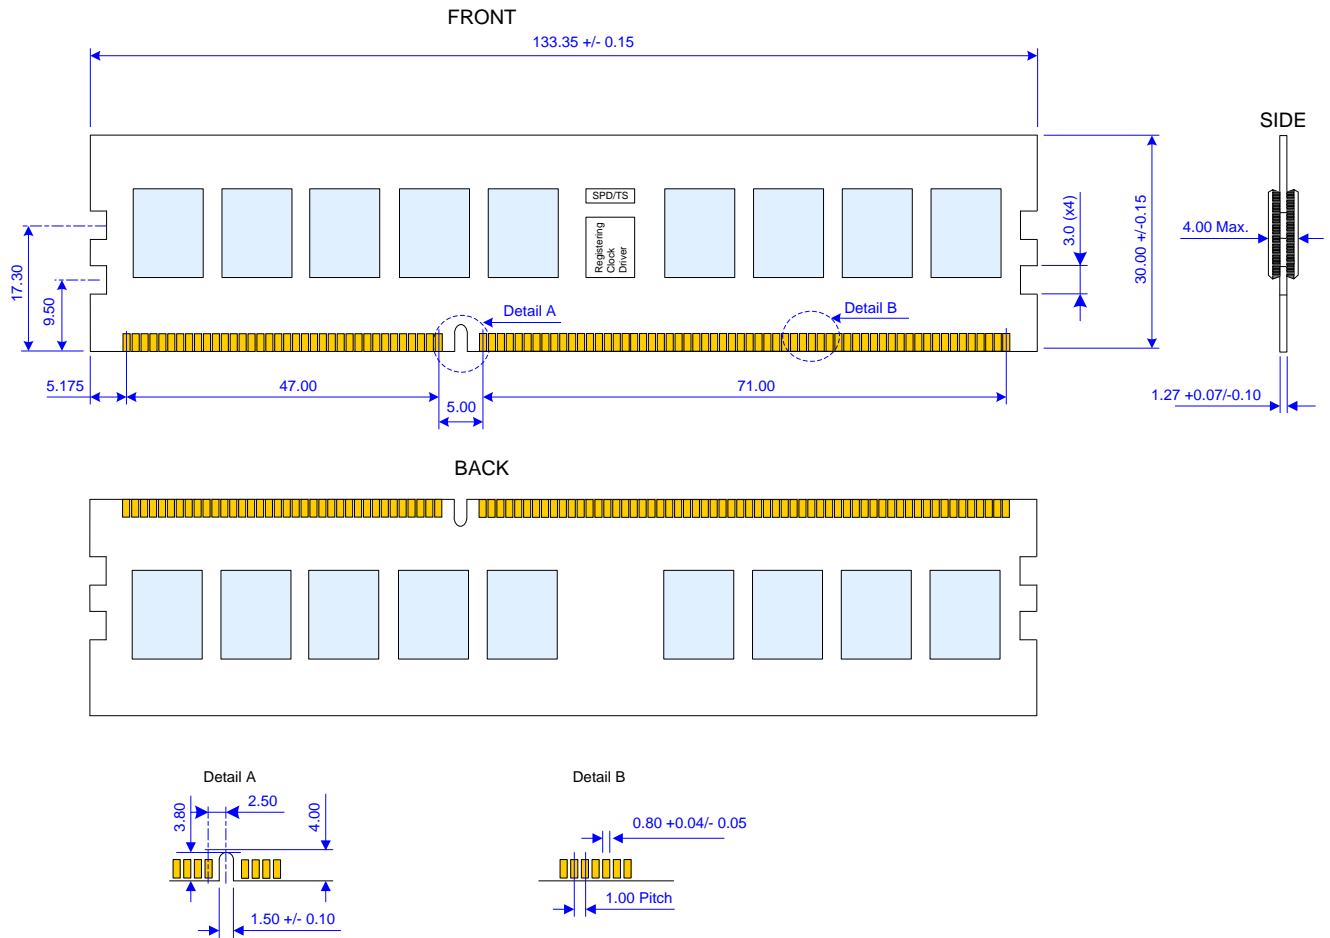 FRONT
133.35 +/- 0.15
SIDE
SPD/TS
Registering
Clock
Driver
17.30
9.50
3.0 (x4)
30.00 +/-0.15
4.00 Max.
Detail A
Detail B
5.175
47.00
5.00
71.00
1.27 +0.07/-0.10
BACK
Detail A
Detail B
3.80
2.50
4.00
1.50 +/- 0.10
0.80 +0.04/- 0.05
1.00 Pitch